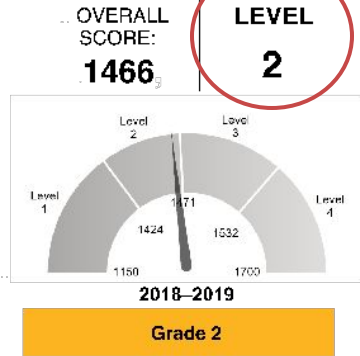 OVERALL
SCORE:
1466
LEVEL
2
Level
2
Level
3
Level
1
Level
4
1471
1424
1532
1150
1700
2018–2019
Grade 2